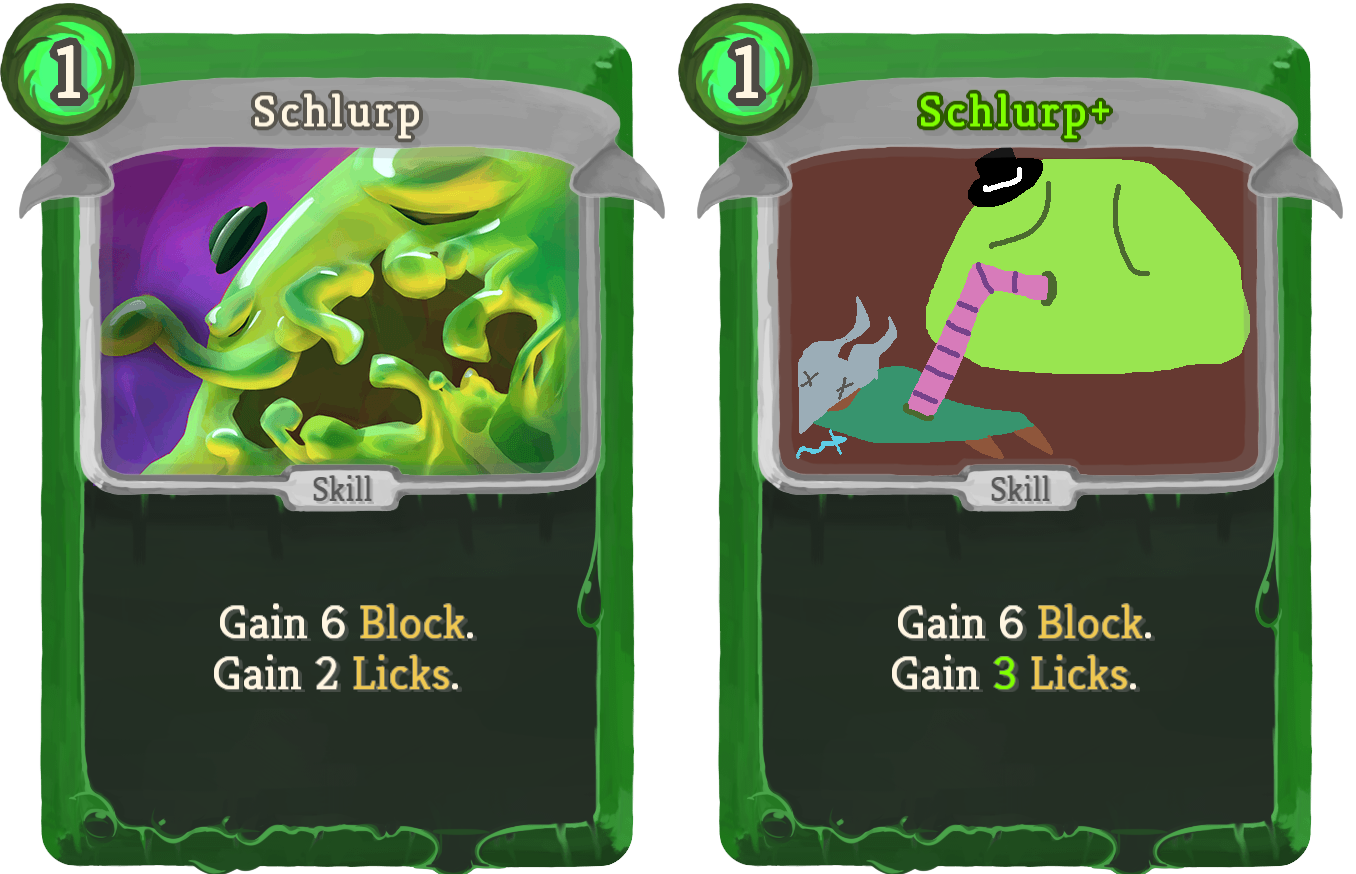 1
Schlurp
Skill
Gain 6 Block.
Gain 2 Licks.
1
Schlurp+
Skill
Gain 6 Block.
Gain 3 Licks.